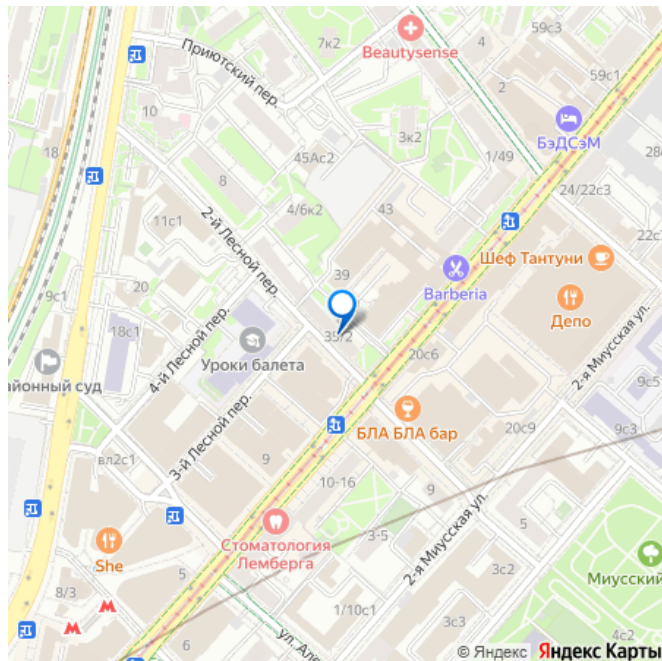 7к2
Beautysense
4
59с1
Приютский пер.
2
10
БэДСэМ
3к2
18
45Ас2
1/49
28
8
24/22с3
4/6к2
43
11с1
2-й Лесной пер.
22с
Шеф Тантуни
39
Barberia
9с1
Депо
35/2
18с1
20с6
2-я Миусская ул.
Уроки балета
4-й Лесной пер.
айонный суд
9с5
3-й Лесной пер.
БЛА БЛА бар
9с3
20с9
вл2с1
9
10-16
9
5
Стоматология
Лемберга
3-5
2-я Миусская ул.
She
3с2
5
Миусский
8/3
1/10с1
3с3
6
ул. Але
4с2
© Яндекс Яндекс Карты